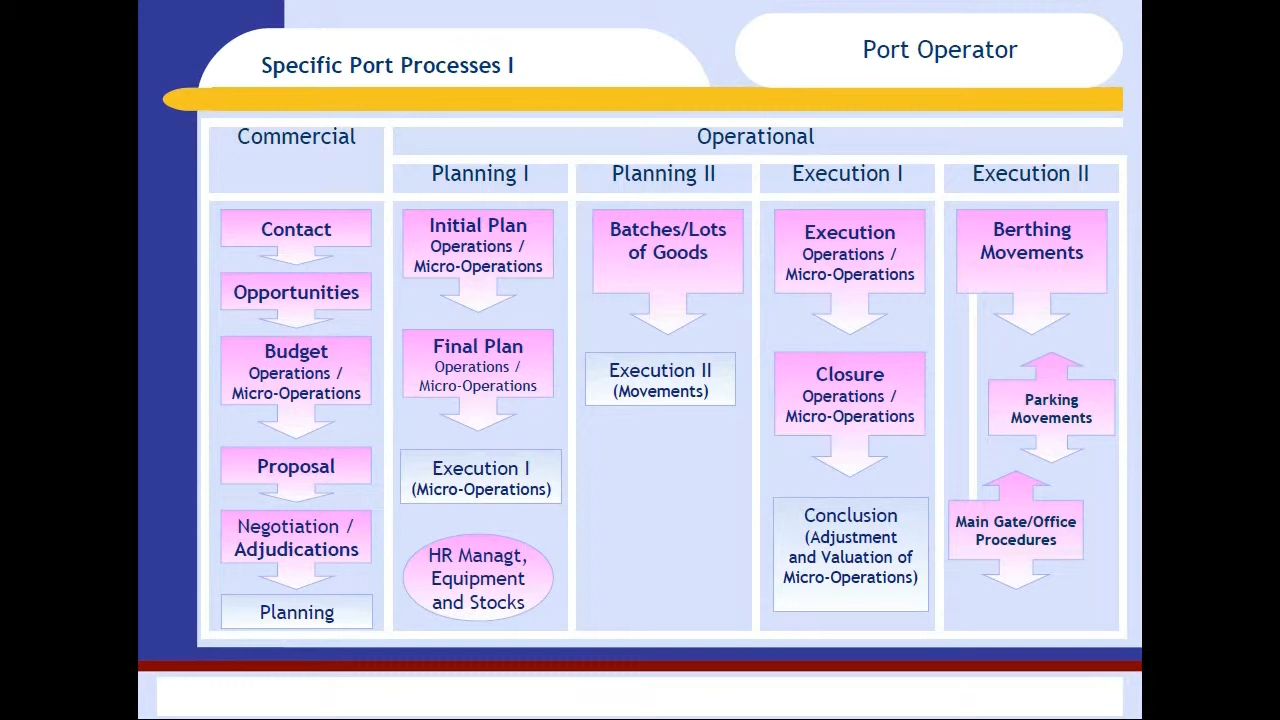 Specific Port Processes I
Port Operator
Commercial
Operational
Planning I
Planning II
Execution I
Execution II
Contact
Opportunities
Budget
Operations /
Micro-Operations
Proposal
Negotiation /
Adjudications
Planning
Initial Plan
Operations /
Micro-Operations
Final Plan
Operations /
Micro-Operations
Execution I
(Micro-Operations)
HR Managt,
Equipment
and Stocks
Batches/Lots
of Goods
Execution II
(Movements)
Execution
Operations /
Micro-Operations
Closure
Operations /
Micro-Operations
Conclusion
(Adjustment
and Valuation of
Micro-Operations)
Berthing
Movements
Parking
Movements
Main Gate/Office
Procedures